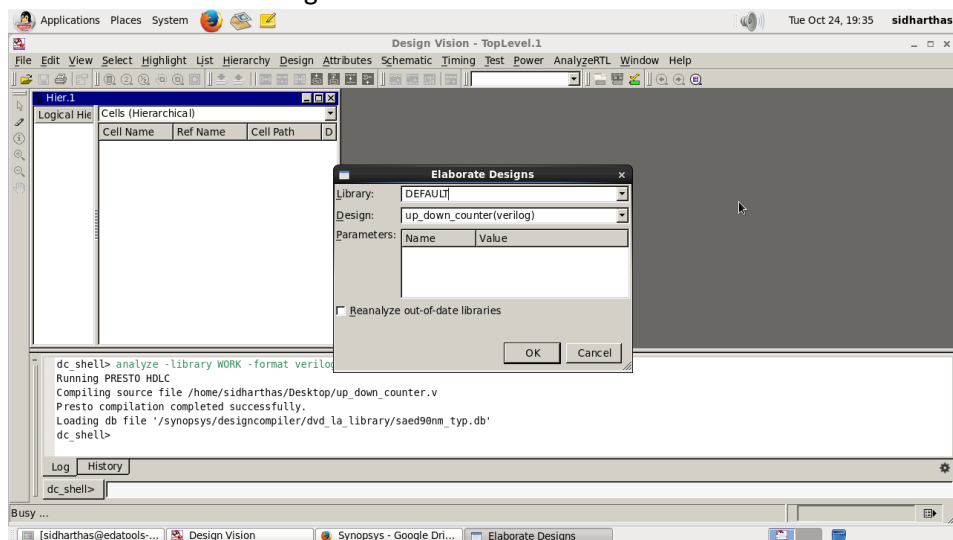 Applications Places System Tue Oct 24, 19:35 sidharthas
Design Vision - TopLevel.1
File Edit View Select Highlight List Hierarchy Design Attributes Schematic Timing Test Power AnalyzeRTL Window Help
Hier.1
Logical Hie Cells (Hierarchical)
Cell Name Ref Name Cell Path D
Elaborate Designs
Library: DEFAULT
Design: up_down_counter(verilog)
Parameters: Name Value
Reanalyze out-of-date libraries
OK Cancel
dc_shell> analyze -library WORK -format verilog
Running PRESTO HDLC
Compiling source file /home/sidharthas/Desktop/up_down_counter.v
Presto compilation completed successfully.
Loading db file '/synopsys/designcompiler/dvd_la_library/saed90nm_typ.db'
dc_shell>
Log History
dc_shell>
Busy ...
[sidharthas@edatools-... Design Vision Synopsys - Google Dri... Elaborate Designs